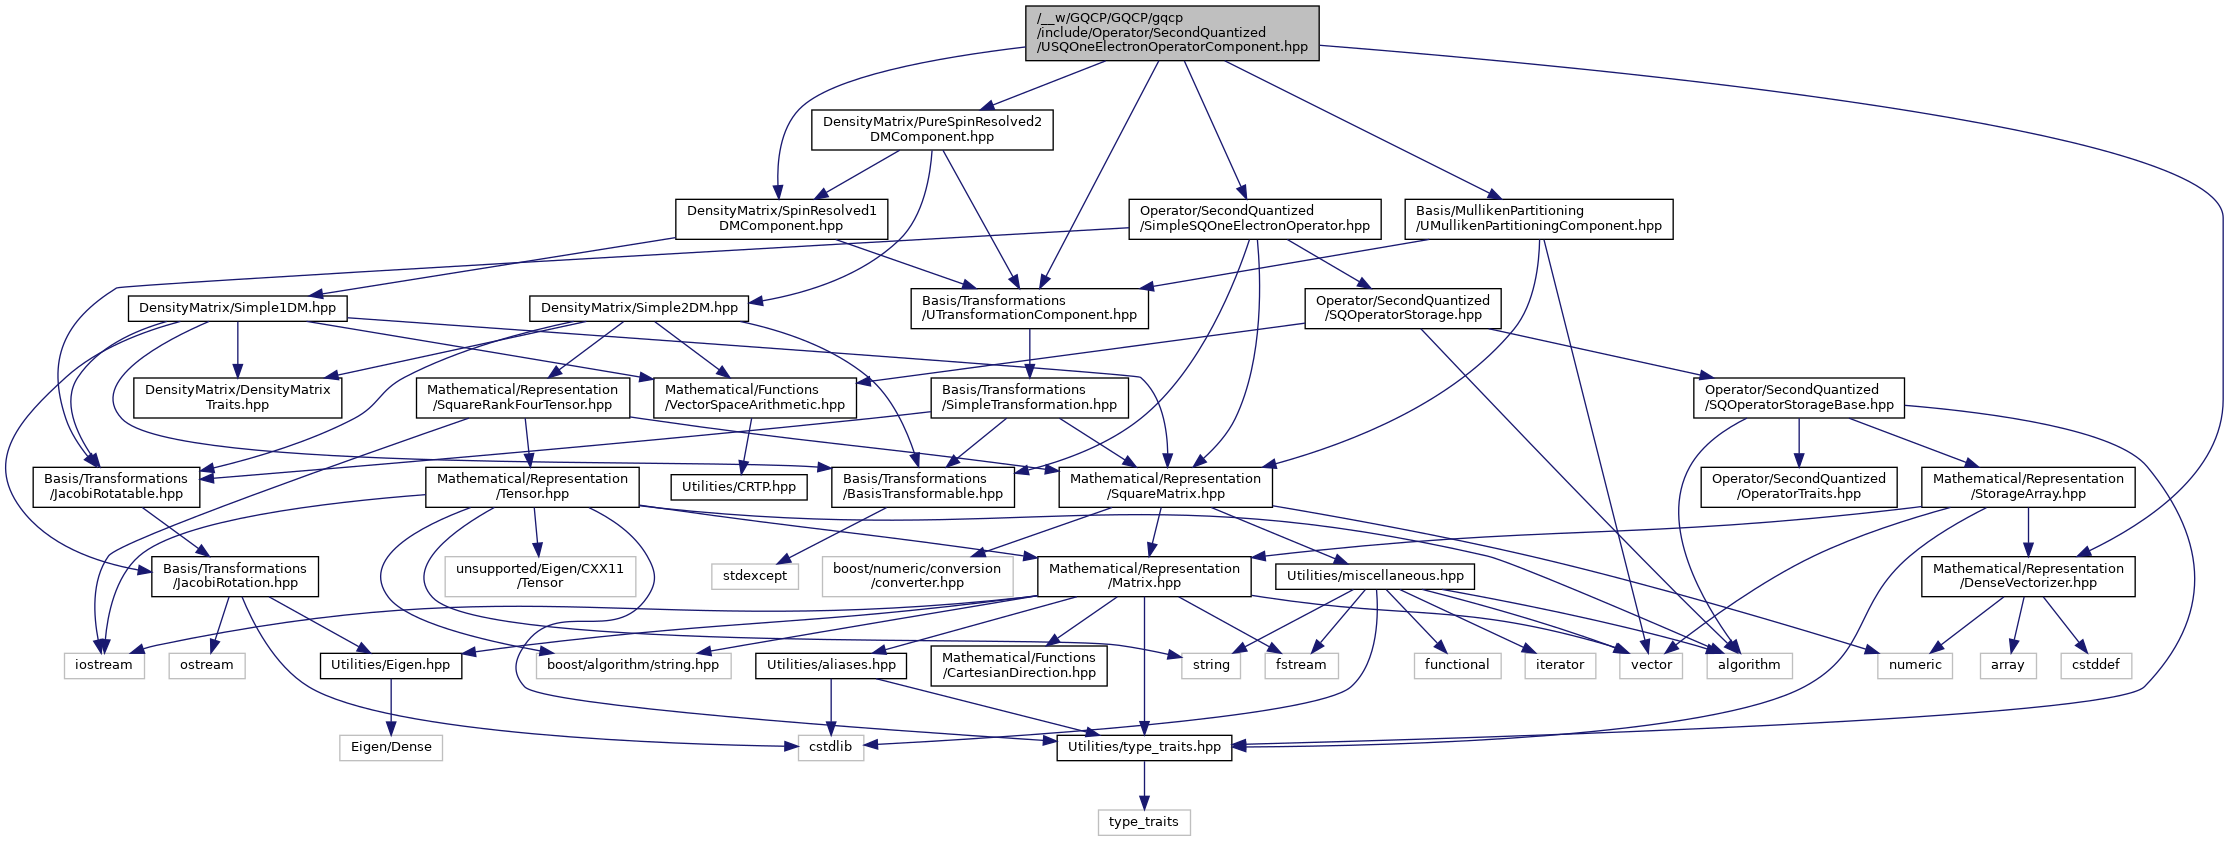 /__w/GQCP/GQCP/gqcp
/include/Operator/SecondQuantized
/USQOneElectronOperatorComponent.hpp
DensityMatrix/PureSpinResolved2
DMComponent.hpp
DensityMatrix/SpinResolved1
DMComponent.hpp
Operator/SecondQuantized
/SimpleSQOneElectronOperator.hpp
Basis/MullikenPartitioning
/UMullikenPartitioningComponent.hpp
DensityMatrix/Simple1DM.hpp
DensityMatrix/Simple2DM.hpp
Basis/Transformations
/UTransformationComponent.hpp
Operator/SecondQuantized
/SQOperatorStorage.hpp
DensityMatrix/DensityMatrix
Traits.hpp
Mathematical/Representation
/SquareRankFourTensor.hpp
Mathematical/Functions
/VectorSpaceArithmetic.hpp
Basis/Transformations
/SimpleTransformation.hpp
Operator/SecondQuantized
/SQOperatorStorageBase.hpp
Basis/Transformations
/JacobiRotatable.hpp
Mathematical/Representation
/Tensor.hpp
Utilities/CRTP.hpp
Basis/Transformations
/BasisTransformable.hpp
Mathematical/Representation
/SquareMatrix.hpp
Operator/SecondQuantized
/OperatorTraits.hpp
Mathematical/Representation
/StorageArray.hpp
Basis/Transformations
/JacobiRotation.hpp
unsupported/Eigen/CXX11
/Tensor
stdexcept
boost/numeric/conversion
/converter.hpp
Mathematical/Representation
/Matrix.hpp
Utilities/miscellaneous.hpp
Mathematical/Representation
/DenseVectorizer.hpp
iostream
ostream
Utilities/Eigen.hpp
boost/algorithm/string.hpp
Utilities/aliases.hpp
Mathematical/Functions
/CartesianDirection.hpp
string
fstream
functional
iterator
vector
algorithm
numeric
array
cstddef
Eigen/Dense
cstdlib
Utilities/type_traits.hpp
type_traits